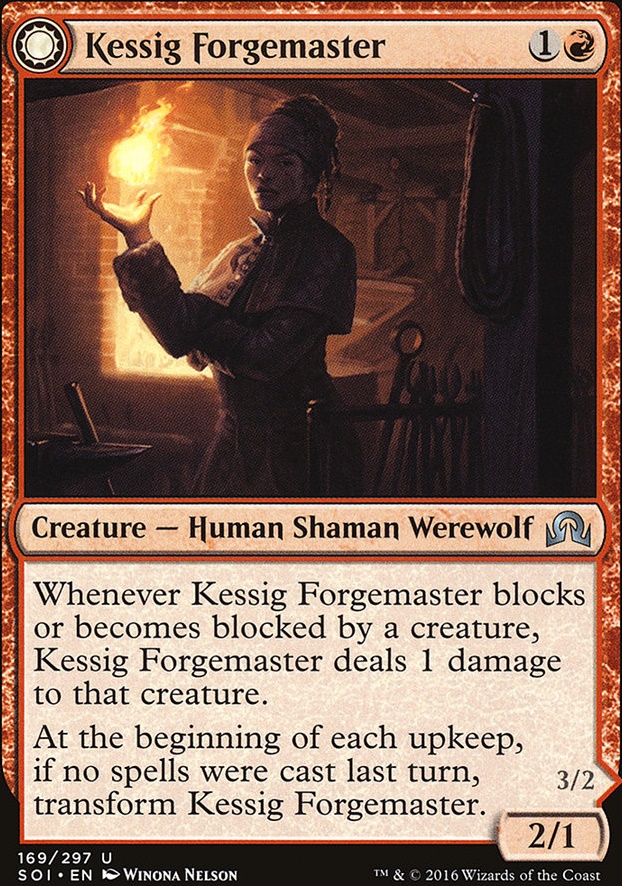 Kessig Forgemaster 1
Creature — Human Shaman Werewolf
Whenever Kessig Forgemaster blocks
or becomes blocked by a creature,
Kessig Forgemaster deals 1 damage
to that creature.
At the beginning of each upkeep,
if no spells were cast last turn,
transform Kessig Forgemaster.
3/2
2/1
169/297 U
SOI • EN Winona Nelson
™ & © 2016 Wizards of the Coast